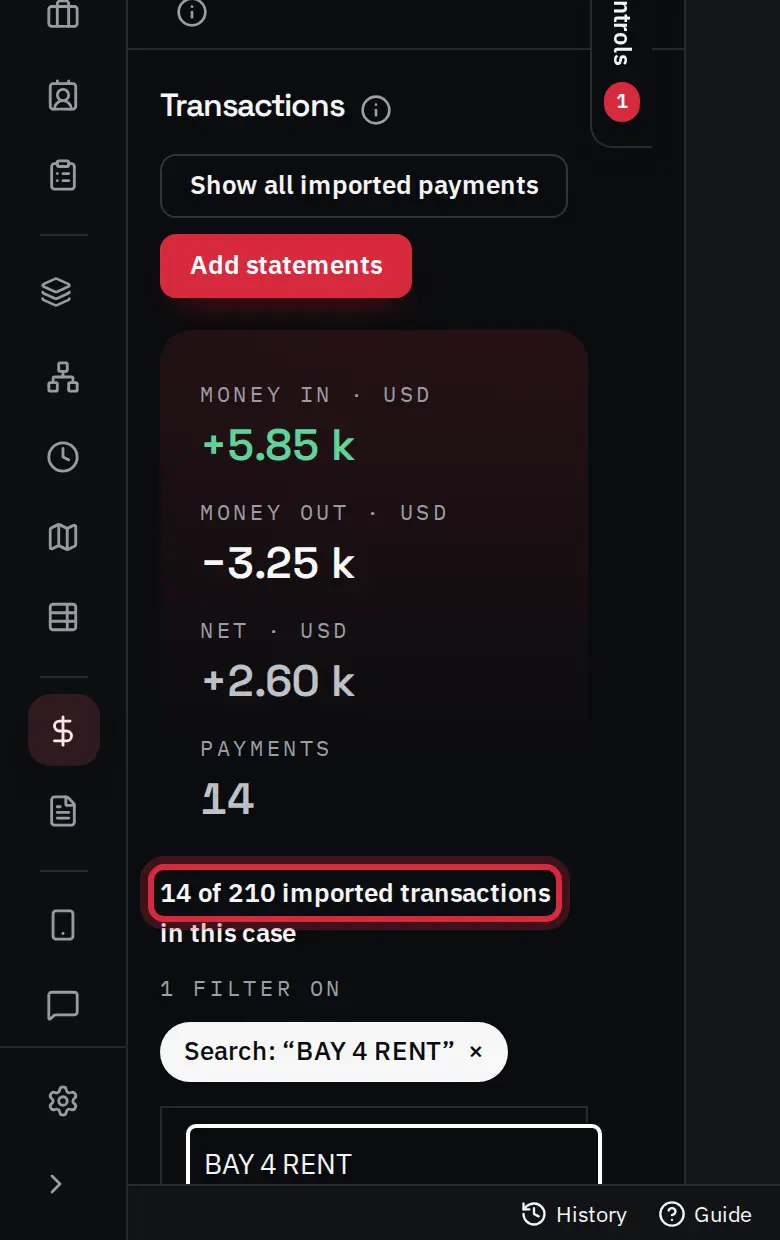 ntrols
1
Transactions
Show all imported payments
Add statements
MONEY IN · USD
+5.85 k
MONEY OUT · USD
−3.25 k
NET · USD
+2.60 k
PAYMENTS
14
14 of 210 imported transactions
in this case
1 FILTER ON
Search: “BAY 4 RENT” ×
BAY 4 RENT
History
Guide